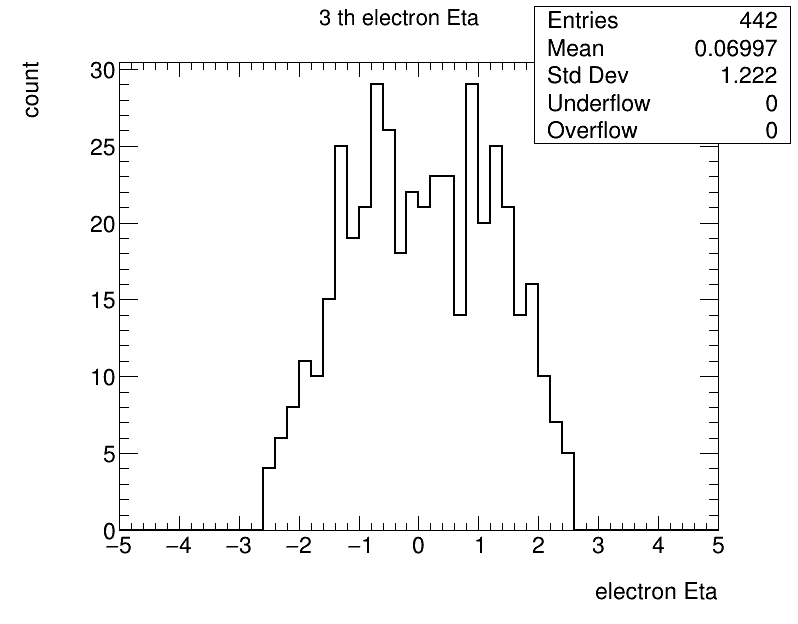 3 th electron Eta
Entries 442
Mean 0.06997
Std Dev 1.222
Underflow 0
Overflow 0
count
30
25
20
15
10
5
0
−5 −4 −3 −2 −1 0 1 2 3 4 5
electron Eta